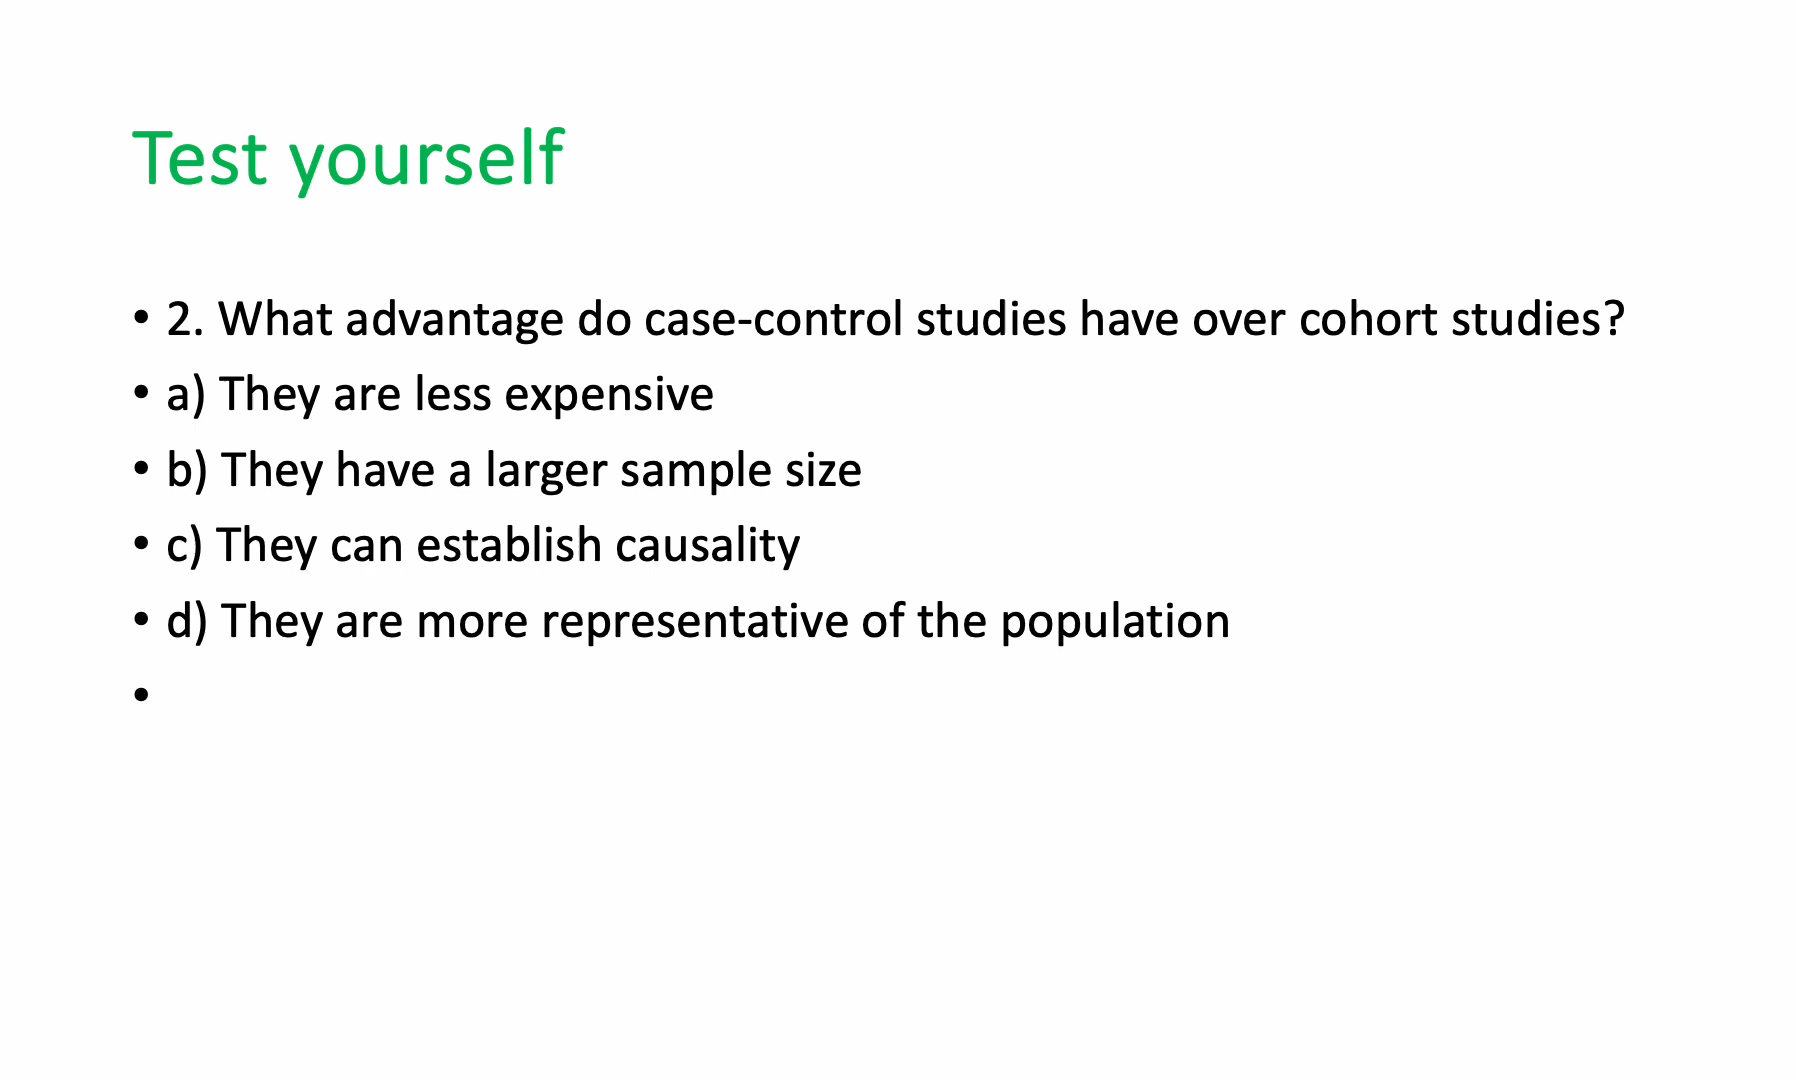 Test yourself
• 2. What advantage do case-control studies have over cohort studies?
• a) They are less expensive
• b) They have a larger sample size
• c) They can establish causality
• d) They are more representative of the population
•